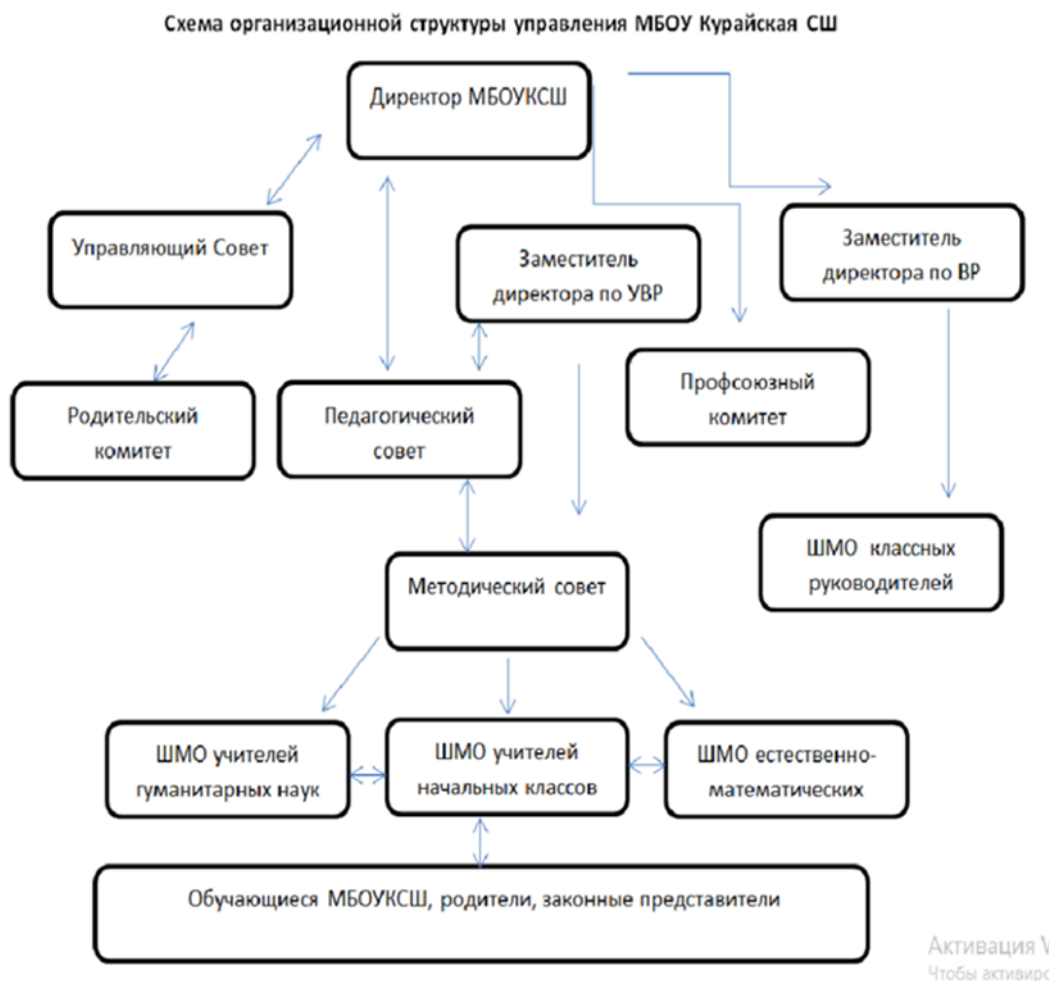 Схема организационной структуры управления МБОУ Курайская СШ
Директор МБОУКСШ
Управляющий Совет
Заместитель
директора по УВР
Заместитель
директора по ВР
Родительский
комитет
Педагогический
совет
Профсоюзный
комитет
ШМО классных
руководителей
Методический совет
ШМО учителей
гуманитарных наук
ШМО учителей
начальных классов
ШМО естественно-
математических
Обучающиеся МБОУКСШ, родители, законные представители
Активация
Чтобы